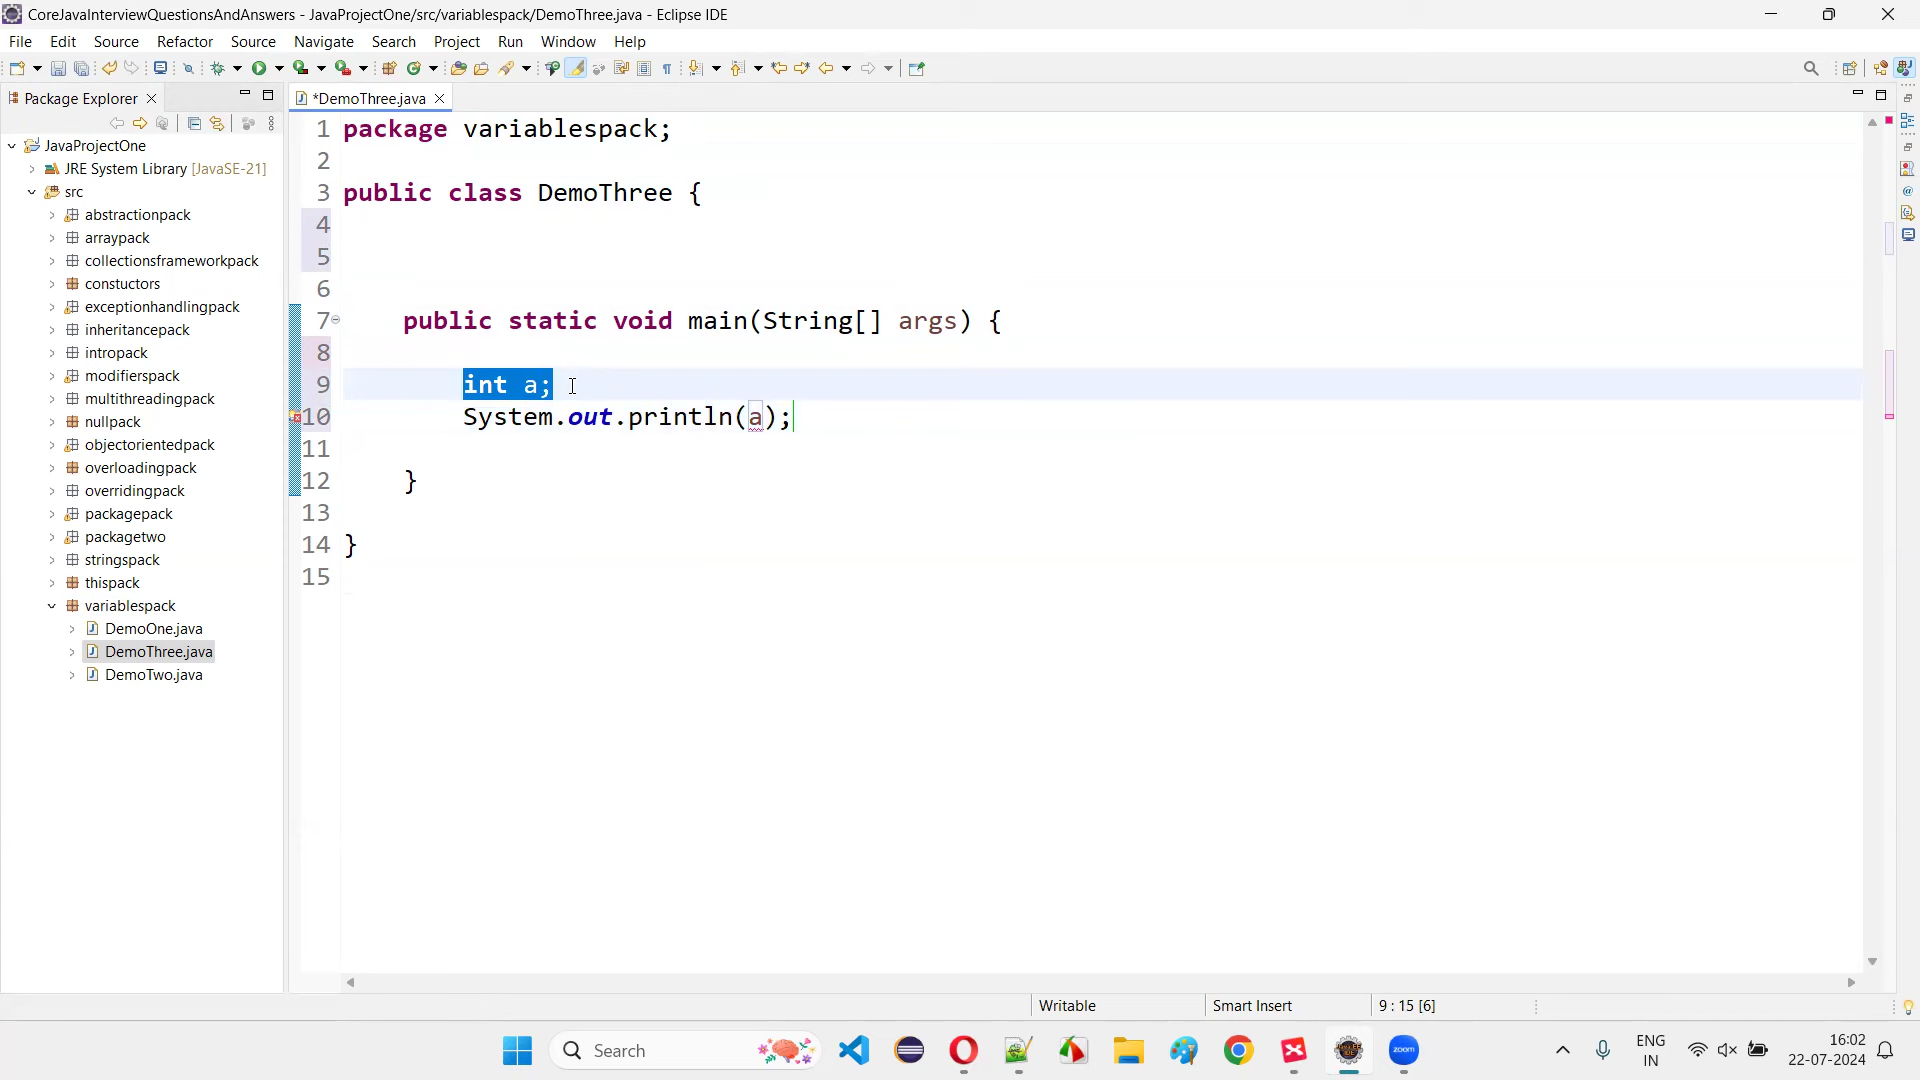 CoreJavaInterviewQuestionsAndAnswers - JavaProjectOne/src/variablespack/DemoThree.java - Eclipse IDE
File Edit Source Refactor Source Navigate Search Project Run Window Help
Package Explorer
*DemoThree.java
JavaProjectOne
JRE System Library [JavaSE-21]
src
abstractionpack
arraypack
collectionsframeworkpack
constuctors
exceptionhandlingpack
inheritancepack
intropack
modifierspack
multithreadingpack
nullpack
objectorientedpack
overloadingpack
overridingpack
packagepack
packagetwo
stringspack
thispack
variablespack
DemoOne.java
DemoThree.java
DemoTwo.java
1 package variablespack;
2
3 public class DemoThree {
4
5
6
7 public static void main(String[] args) {
8
9 int a;
10 System.out.println(a);
11
12 }
13
14 }
15
Writable Smart Insert 9 : 15 [6]
Search
zoom
ENG
IN
16:02
22-07-2024